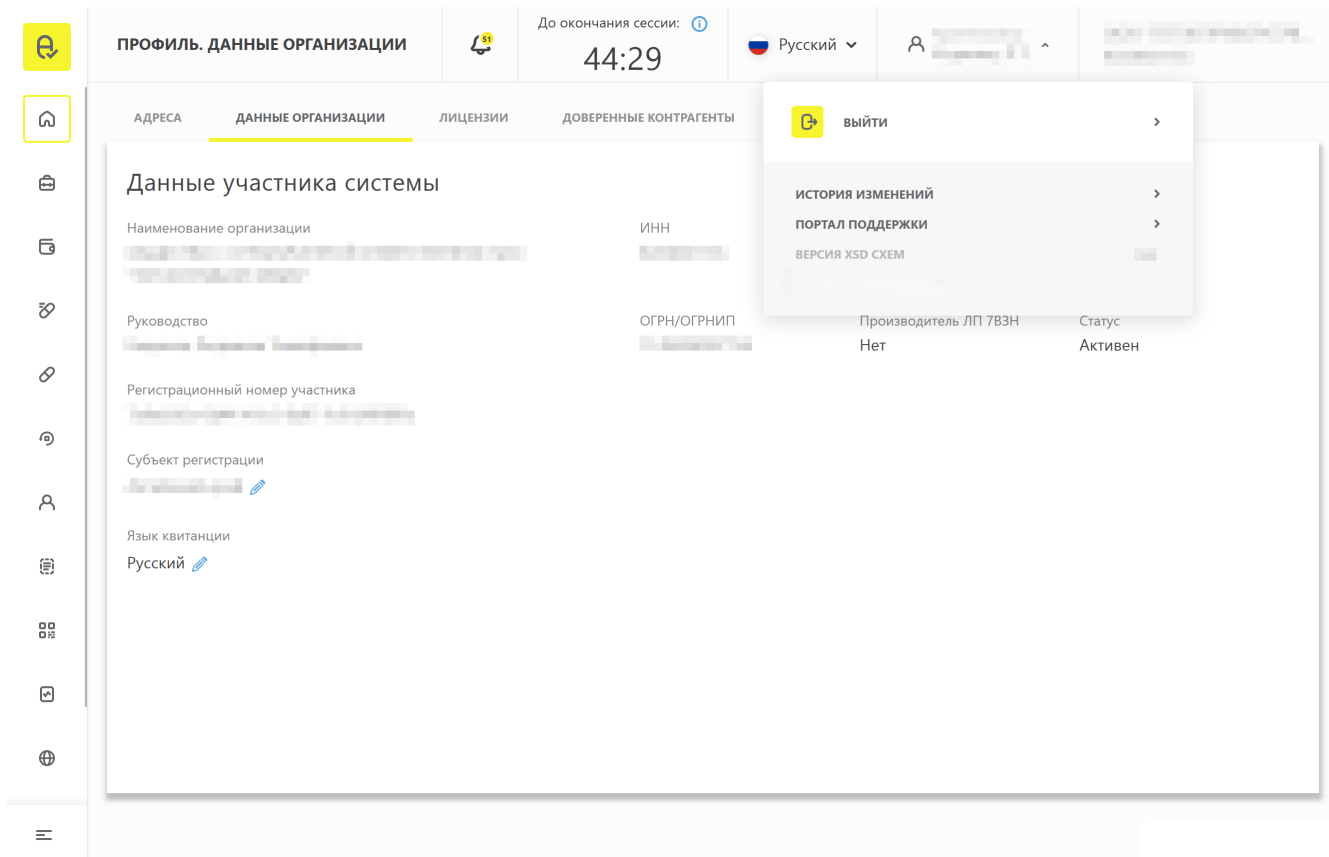 ПРОФИЛЬ. ДАННЫЕ ОРГАНИЗАЦИИ
51
До окончания сессии:
44:29
Русский
АДРЕСА
ДАННЫЕ ОРГАНИЗАЦИИ
ЛИЦЕНЗИИ
ДОВЕРЕННЫЕ КОНТРАГЕНТЫ
ВЫЙТИ
ИСТОРИЯ ИЗМЕНЕНИЙ
ПОРТАЛ ПОДДЕРЖКИ
ВЕРСИЯ XSD СХЕМ
Данные участника системы
Наименование организации
ИНН
Руководство
ОГРН/ОГРНИП
Производитель ЛП 7ВЗН
Статус
Нет
Активен
Регистрационный номер участника
Субъект регистрации
Язык квитанции
Русский